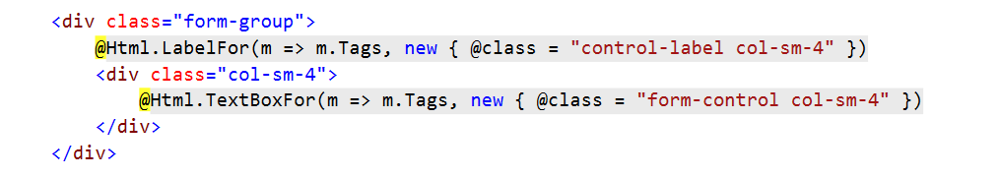 <div class="form-group">
@Html.LabelFor(m => m.Tags, new { @class = "control-label col-sm-4" })
<div class="col-sm-4">
@Html.TextBoxFor(m => m.Tags, new { @class = "form-control col-sm-4" })
</div>
</div>